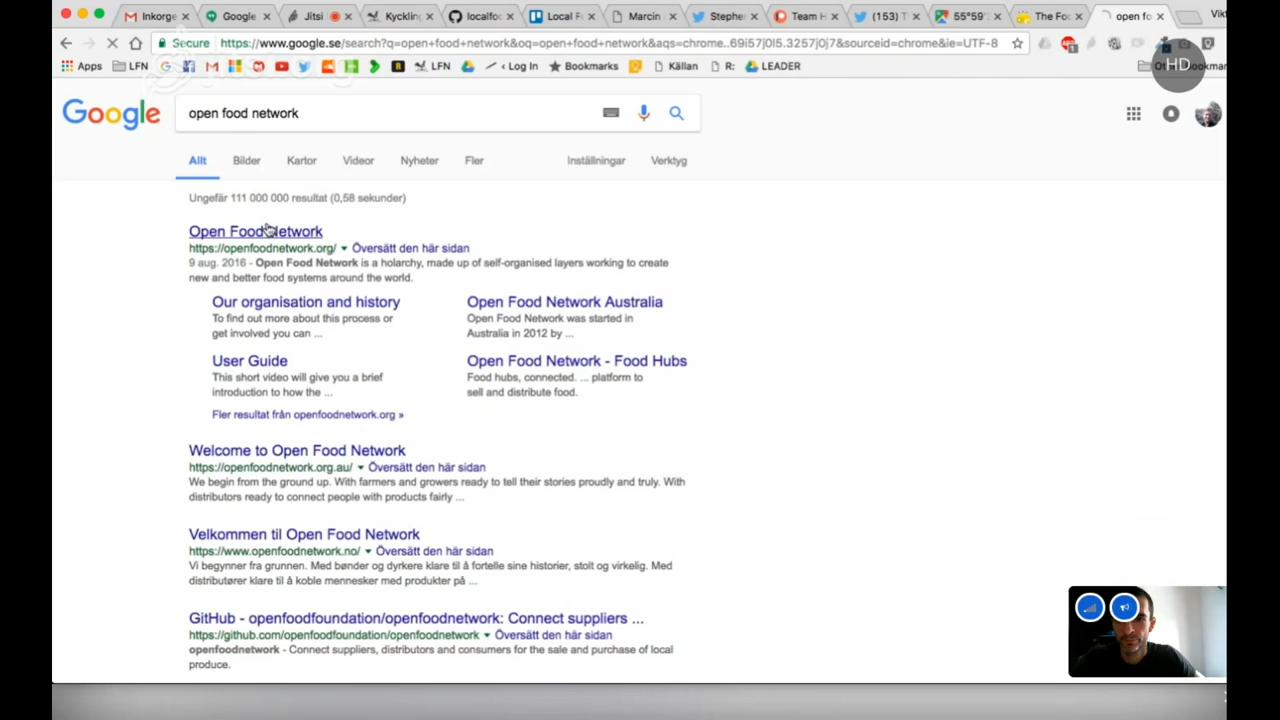 Inkorge
Google
Jitsi
Kyckling
localfoo
Local F
Marcin
Stephen
Team H
(153) T
55°59'
The Foo
open fo
Vikt
Secure https://www.google.se/search?q=open+food+network&oq=open+food+network&aqs=chrome..69i57j0l5.3257j0j7&sourceid=chrome&ie=UTF-8
Apps
LFN
LFN
‹ Log In
Bookmarks
Källan
R:
LEADER
HD
Google
open food network
Allt
Bilder
Kartor
Videor
Nyheter
Fler
Inställningar
Verktyg
Ungefär 111 000 000 resultat (0,58 sekunder)
Open Food Network
https://openfoodnetwork.org/ Översätt den här sidan
9 aug. 2016 - Open Food Network is a holarchy, made up of self-organised layers working to create
new and better food systems around the world.
Our organisation and history
To find out more about this process or
get involved you can ...
Open Food Network Australia
Open Food Network was started in
Australia in 2012 by ...
User Guide
This short video will give you a brief
introduction to how the ...
Open Food Network - Food Hubs
Food hubs, connected. ... platform to
sell and distribute food.
Fler resultat från openfoodnetwork.org »
Welcome to Open Food Network
https://openfoodnetwork.org.au/ Översätt den här sidan
We begin from the ground up. With farmers and growers ready to tell their stories proudly and truly. With
distributors ready to connect people with products fairly ...
Velkommen til Open Food Network
https://www.openfoodnetwork.no/ Översätt den här sidan
Vi begynner fra grunnen. Med bønder og dyrkere klare til å fortelle sine historier, stolt og virkelig. Med
distributører klare til å koble mennesker med produkter på ...
GitHub - openfoodfoundation/openfoodnetwork: Connect suppliers ...
https://github.com/openfoodfoundation/openfoodnetwork Översätt den här sidan
openfoodnetwork - Connect suppliers, distributors and consumers for the sale and purchase of local
produce.